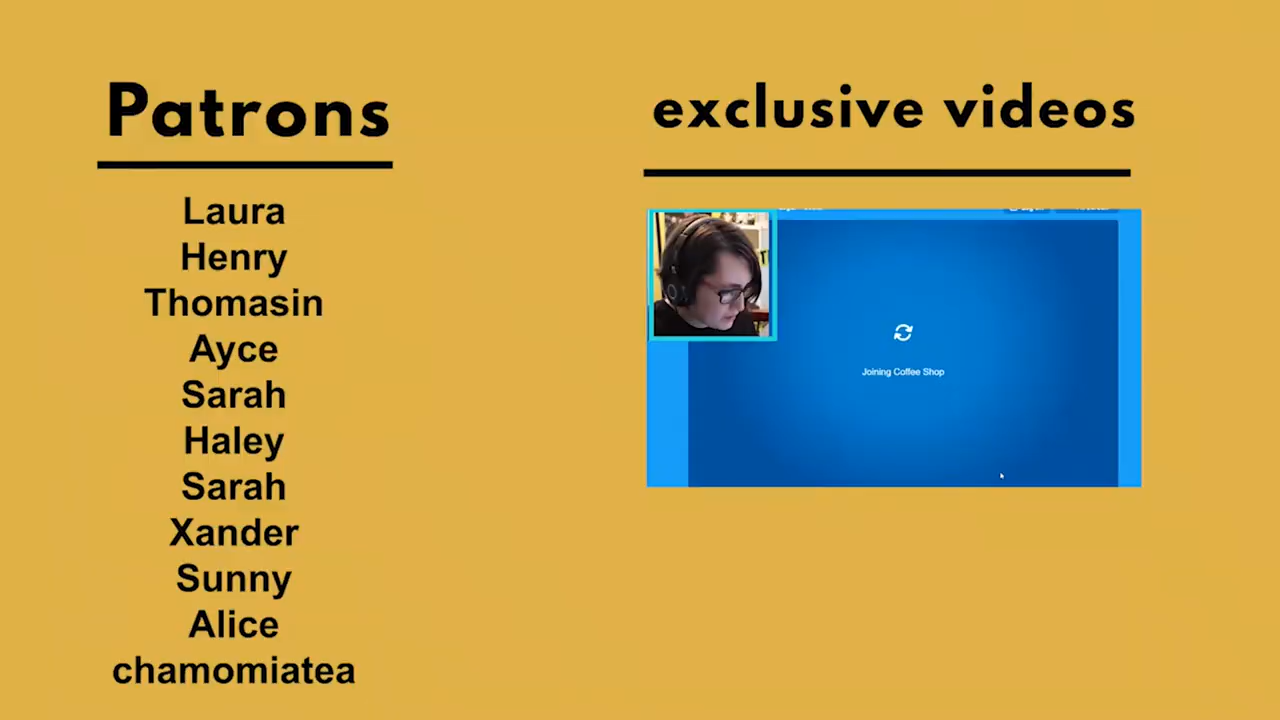 Patrons
Laura
Henry
Thomasin
Ayce
Sarah
Haley
Sarah
Xander
Sunny
Alice
chamomiatea
exclusive videos
Joining Coffee Shop